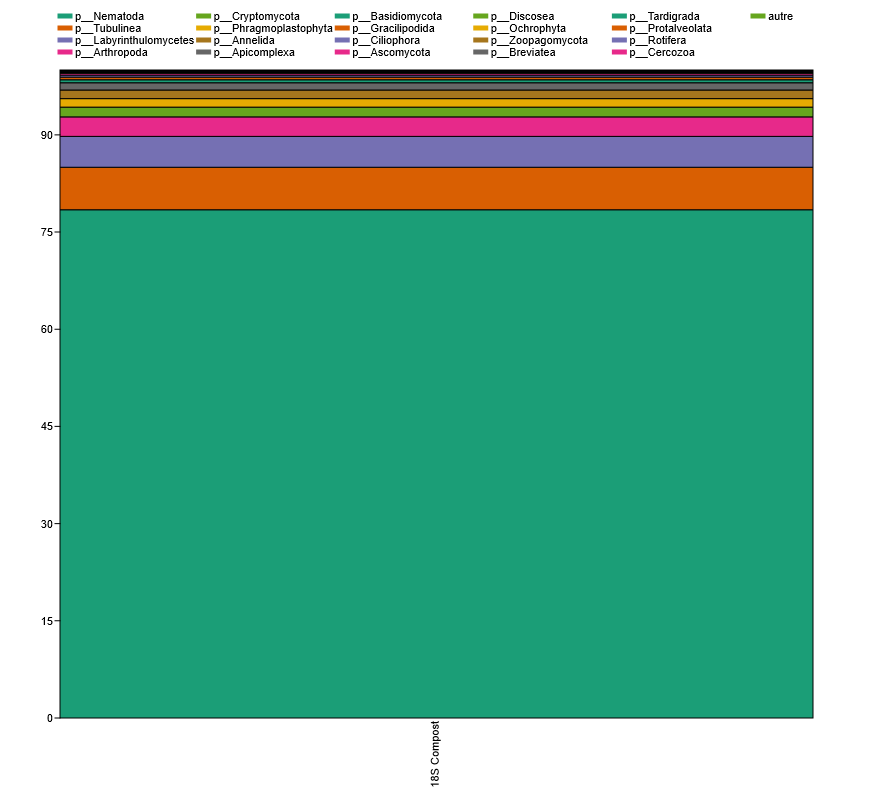 p__Nematoda p__Cryptomycota p__Basidiomycota p__Discosea p__Tardigrada autre
p__Tubulinea p__Phragmoplastophyta p__Gracilipodida p__Ochrophyta p__Protalveolata
p__Labyrinthulomycetes p__Annelida p__Ciliophora p__Zoopagomycota p__Rotifera
p__Arthropoda p__Apicomplexa p__Ascomycota p__Breviatea p__Cercozoa
90
75
60
45
30
15
0
18S Compost